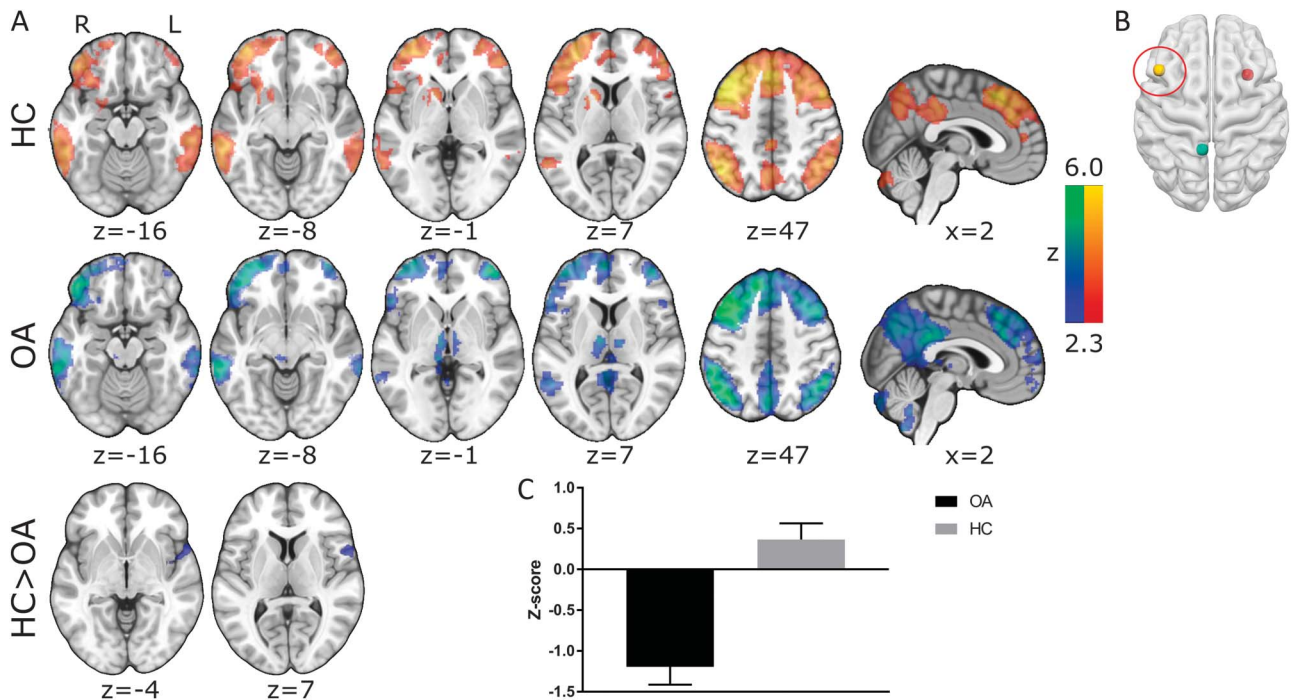 A
R L
B
HC
z=-16 z=-8 z=-1 z=7 z=47 x=2
6.0
z
2.3
OA
z=-16 z=-8 z=-1 z=7 z=47 x=2
HC>OA
z=-4 z=7
C
Z-score
1.0
0.5
0.0
-0.5
-1.0
-1.5
OA
HC